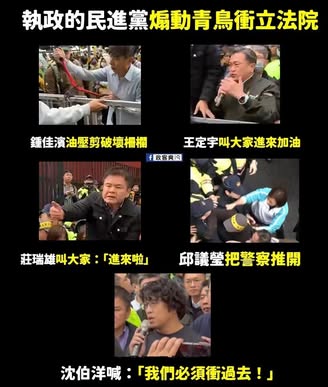 執政的民進黨煽動青鳥衝立法院
鍾佳濱油壓剪破壞柵欄
王定宇叫大家進來加油
政客爽
莊瑞雄叫大家：「進來啦」
邱議瑩把警察推開
沈伯洋喊：「我們必須衝過去！」